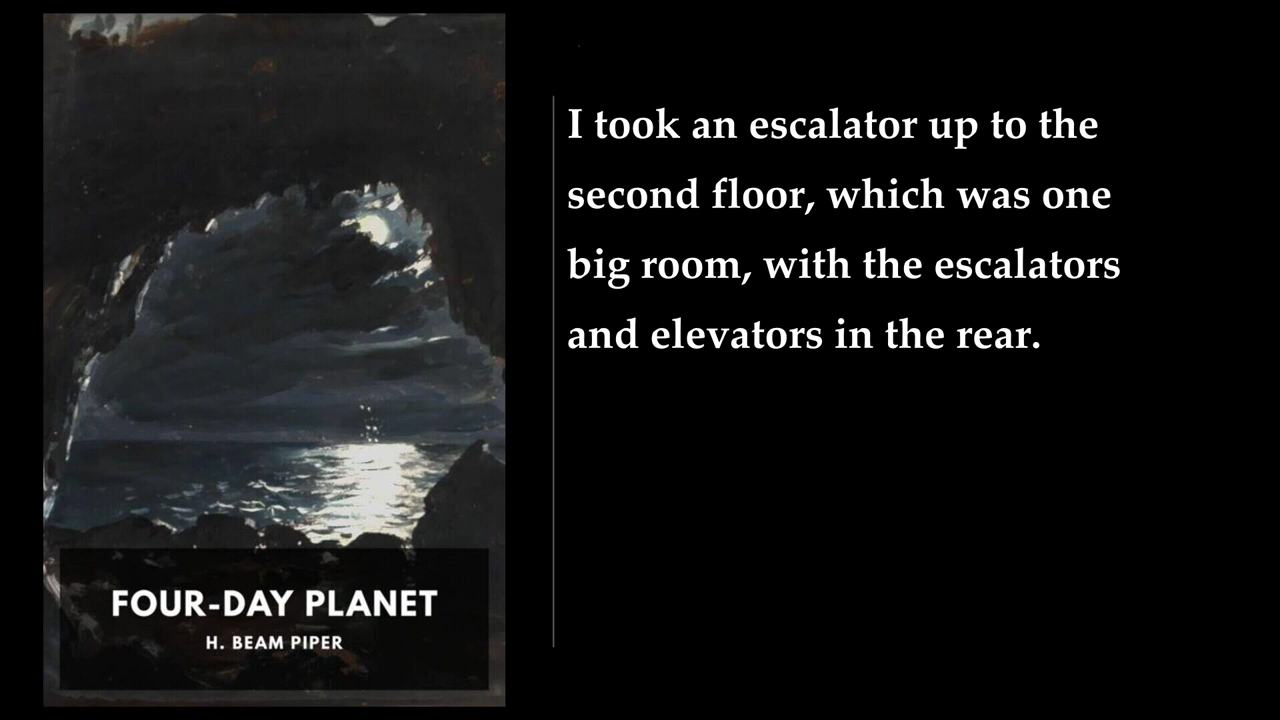 FOUR-DAY PLANET
H. BEAM PIPER
I took an escalator up to the
second floor, which was one
big room, with the escalators
and elevators in the rear.